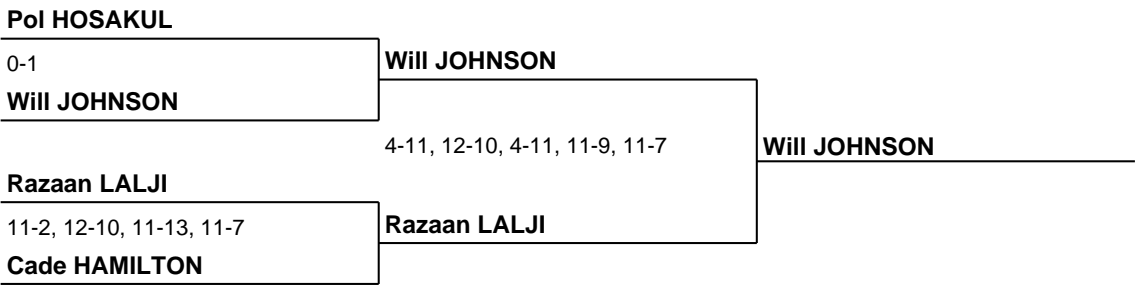 Pol HOSAKUL
0-1
Will JOHNSON
Will JOHNSON
4-11, 12-10, 4-11, 11-9, 11-7
Will JOHNSON
Razaan LALJI
11-2, 12-10, 11-13, 11-7
Razaan LALJI
Cade HAMILTON